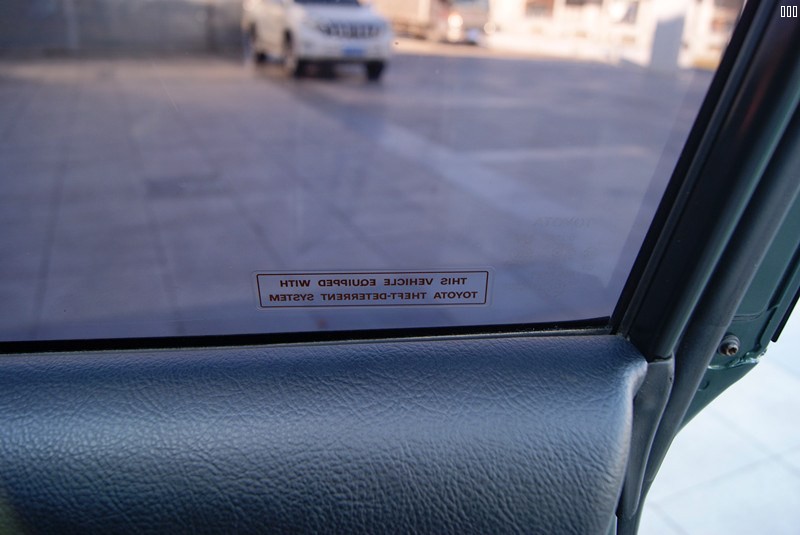 THIS VEHICLE EQUIPPED WITH
TOYOTA THEFT-DETERRENT SYSTEM